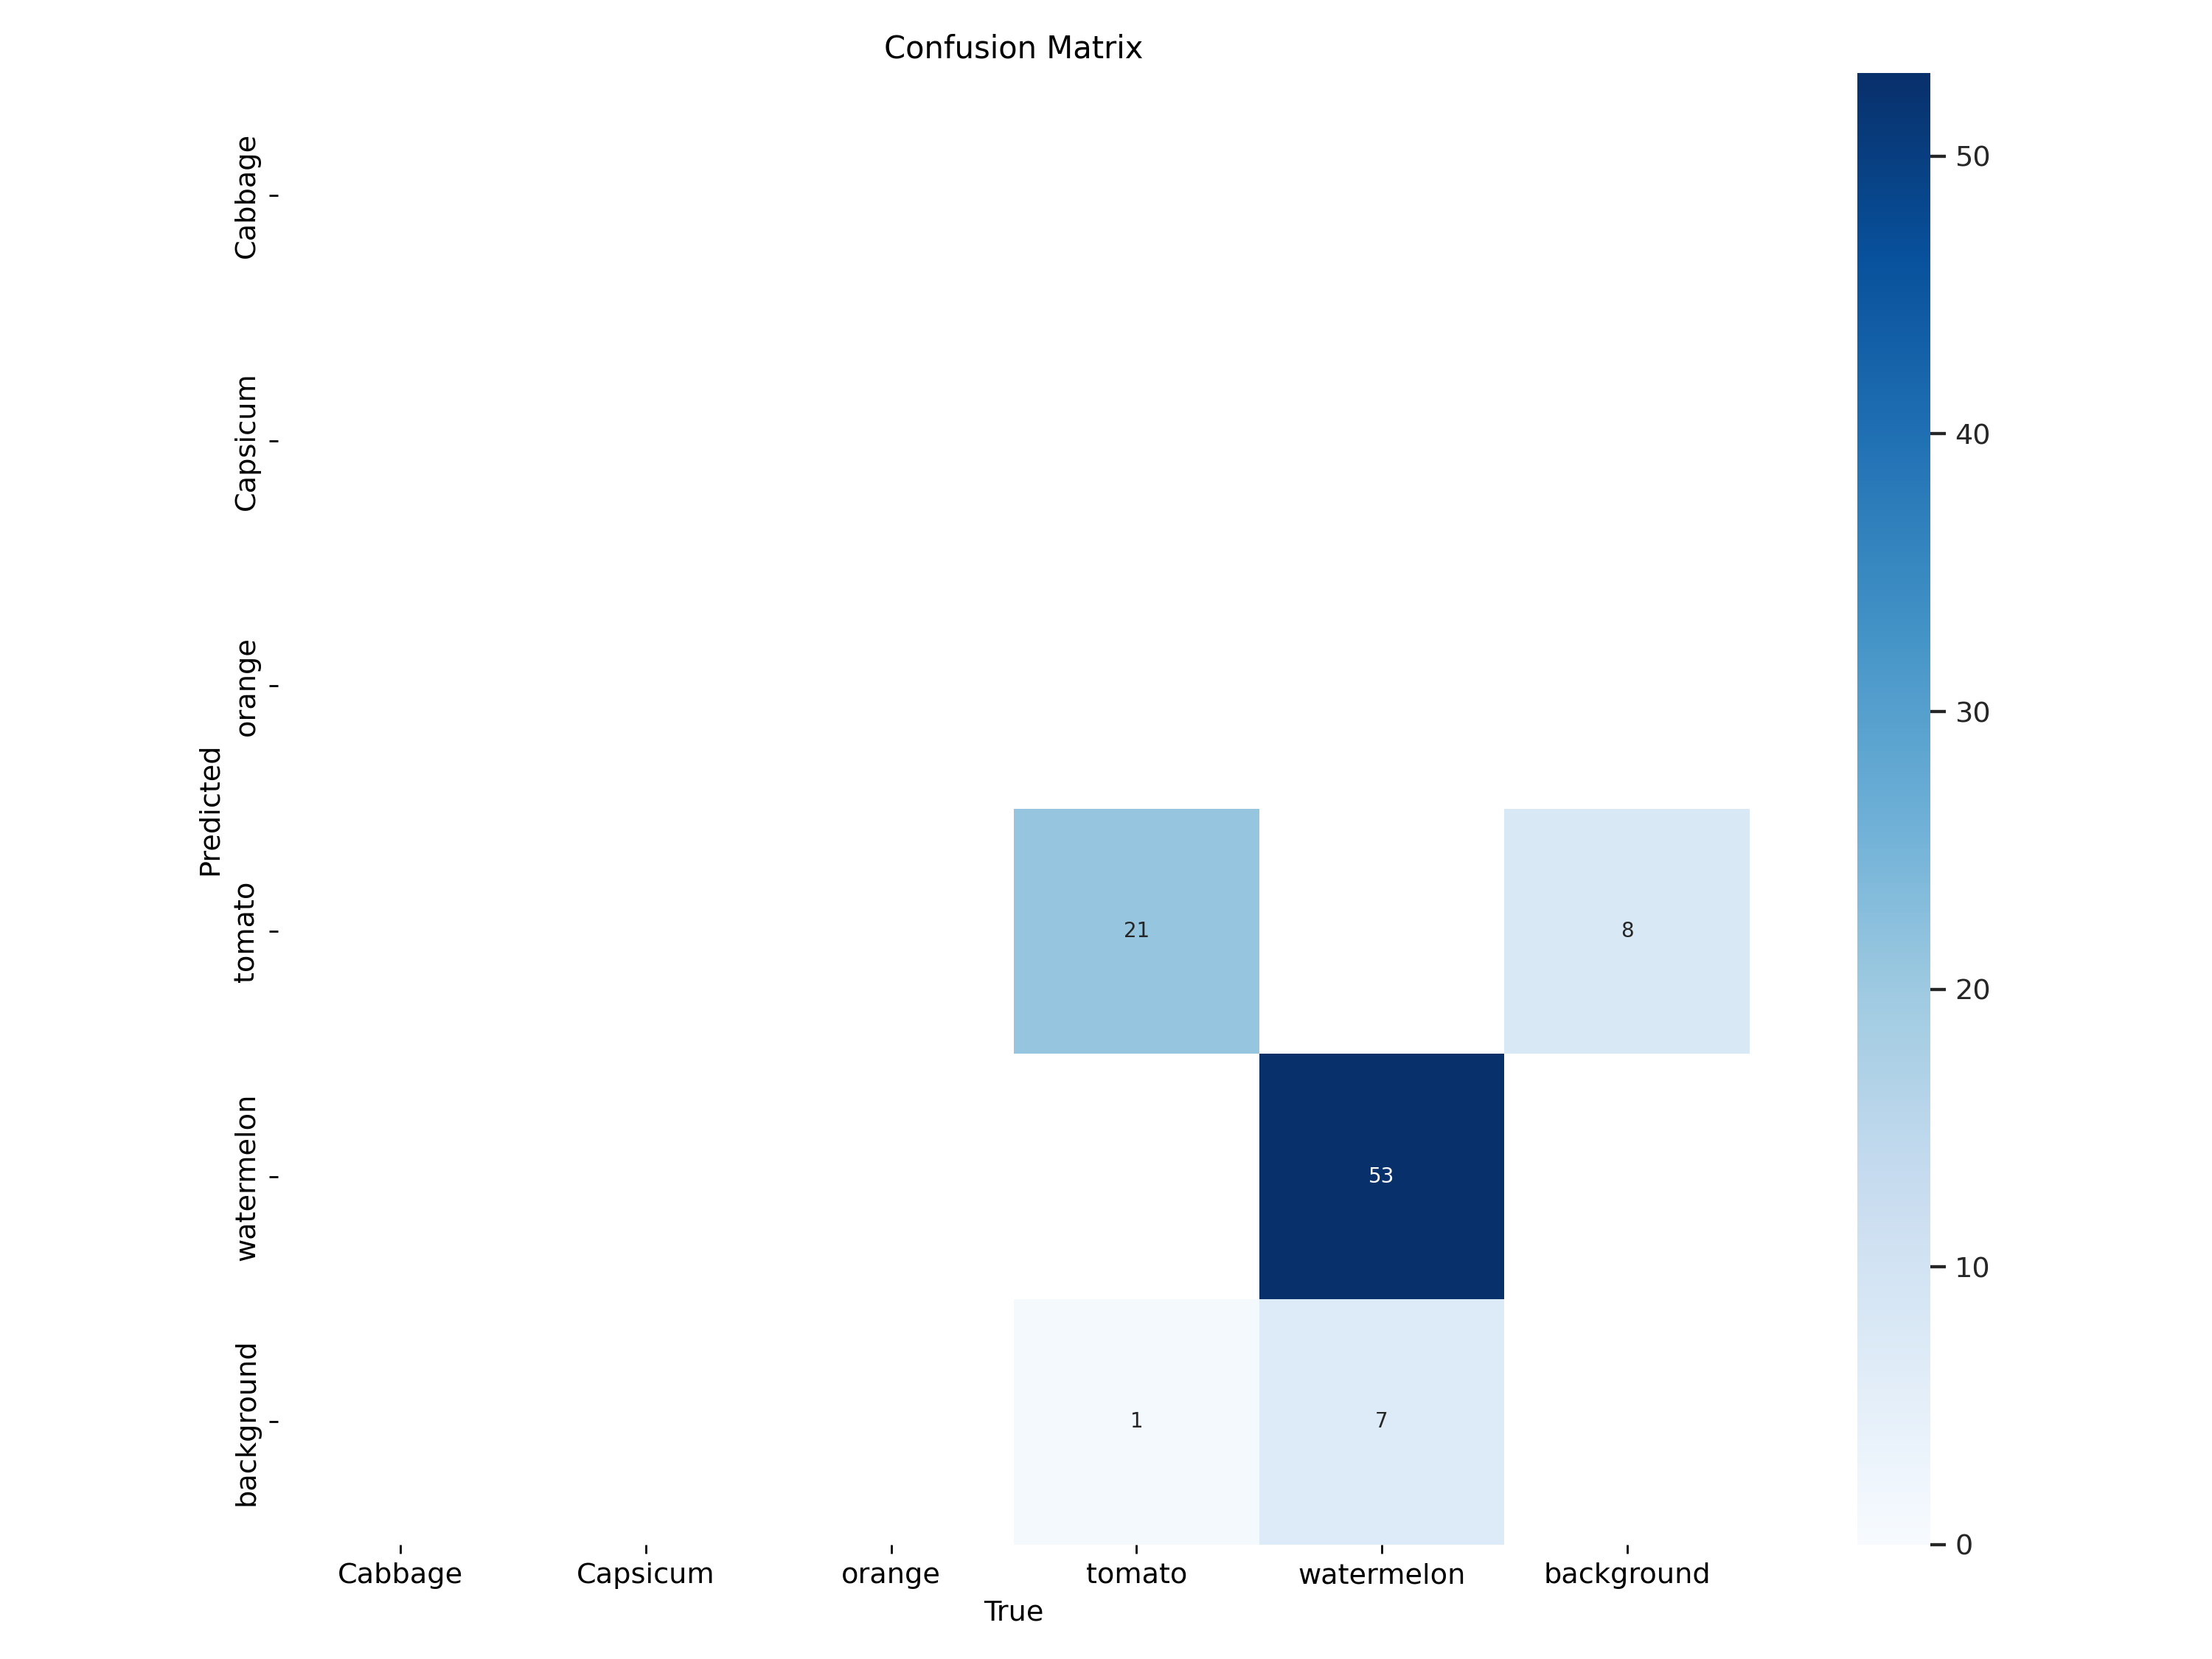 Confusion Matrix
Cabbage
Capsicum
orange
tomato
watermelon
background
Predicted
21
8
53
1
7
Cabbage
Capsicum
orange
tomato
watermelon
background
True
50
40
30
20
10
0